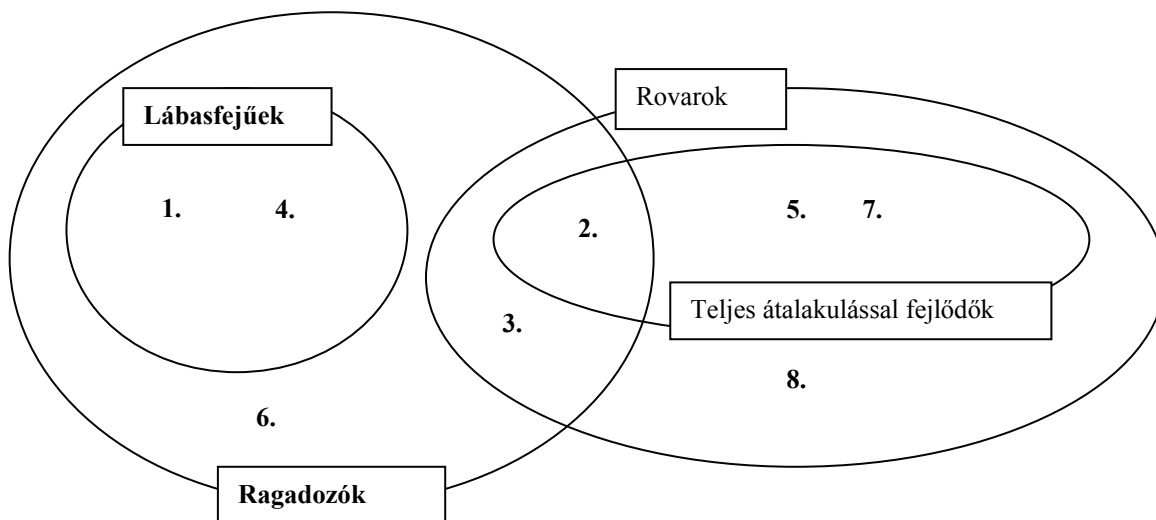 Rovarok
Lábasfejűek
1. 4. 5. 7.
2.
Teljes átalakulással fejlődők
3.
8.
6.
Ragadozók